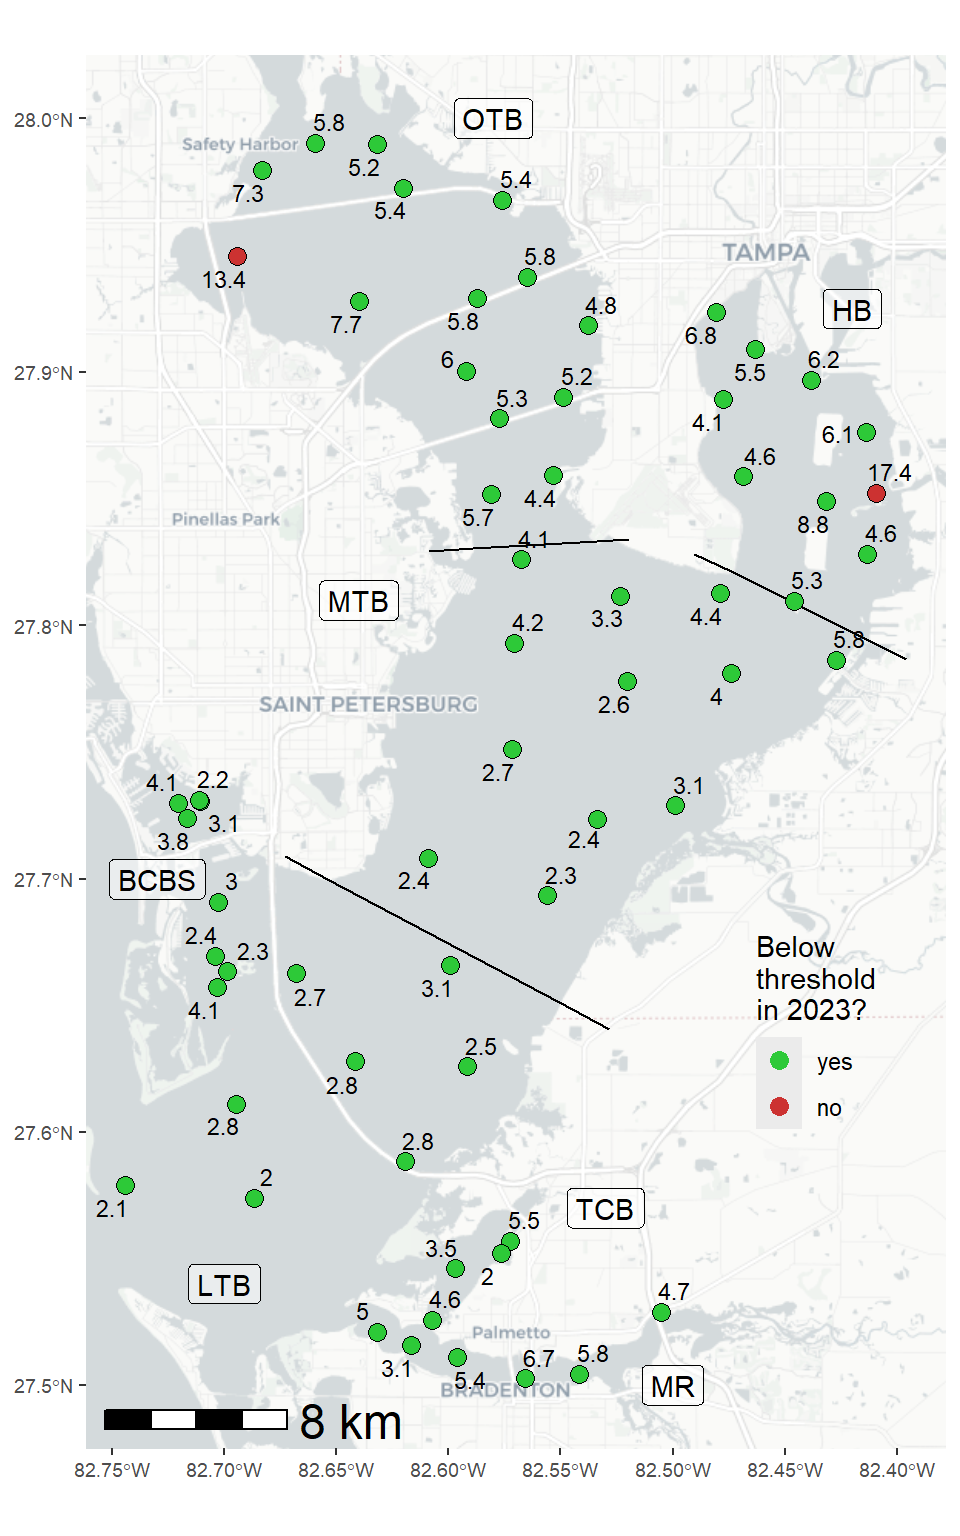 5.8
OTB
28.0°N
Safety Harbor
5.2
7.3
5.4
5.4
TAMPA
13.4
5.8
HB
7.7
5.8
4.8
6.8
27.9°N
6
5.2
5.5
6.2
5.3
4.1
6.1
4.6
17.4
5.7
4.4
8.8
Pinellas Park
4.1
4.6
MTB
3.3
4.4
5.3
27.8°N
4.2
5.8
SAINT PETERSBURG
2.6
4
2.7
4.1
2.2
3.1
3.8
3.1
2.4
BCBS
3
2.4
2.3
27.7°N
2.4
2.3
4.1
2.7
3.1
Below
threshold
in 2023?
yes
no
2.8
2.5
2.8
27.6°N
2.8
2.1
2
TCB
5.5
3.5
2
LTB
4.6
4.7
5
Palmetto
3.1
5.4
6.7
5.8
MR
BRADENTON
27.5°N
8 km
82.75°W
82.70°W
82.65°W
82.60°W
82.55°W
82.50°W
82.45°W
82.40°W